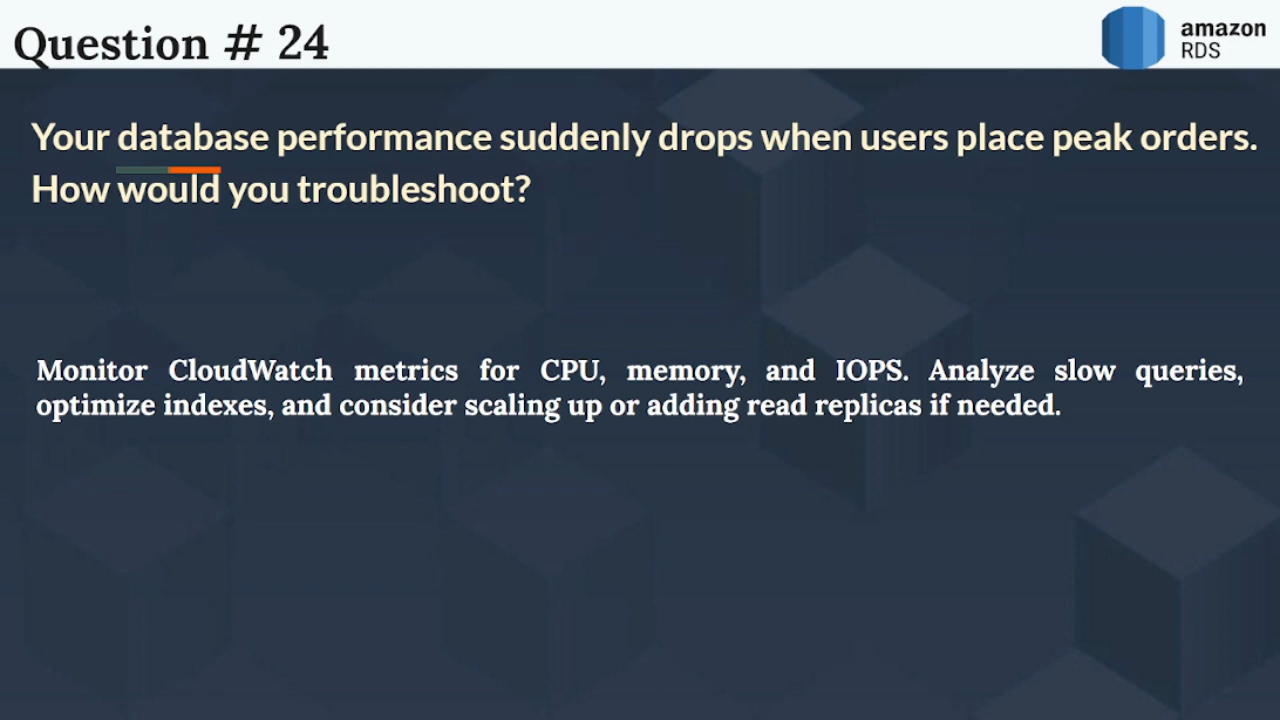 Question # 24
amazon
RDS
Your database performance suddenly drops when users place peak orders.
How would you troubleshoot?
Monitor CloudWatch metrics for CPU, memory, and IOPS. Analyze slow queries,
optimize indexes, and consider scaling up or adding read replicas if needed.